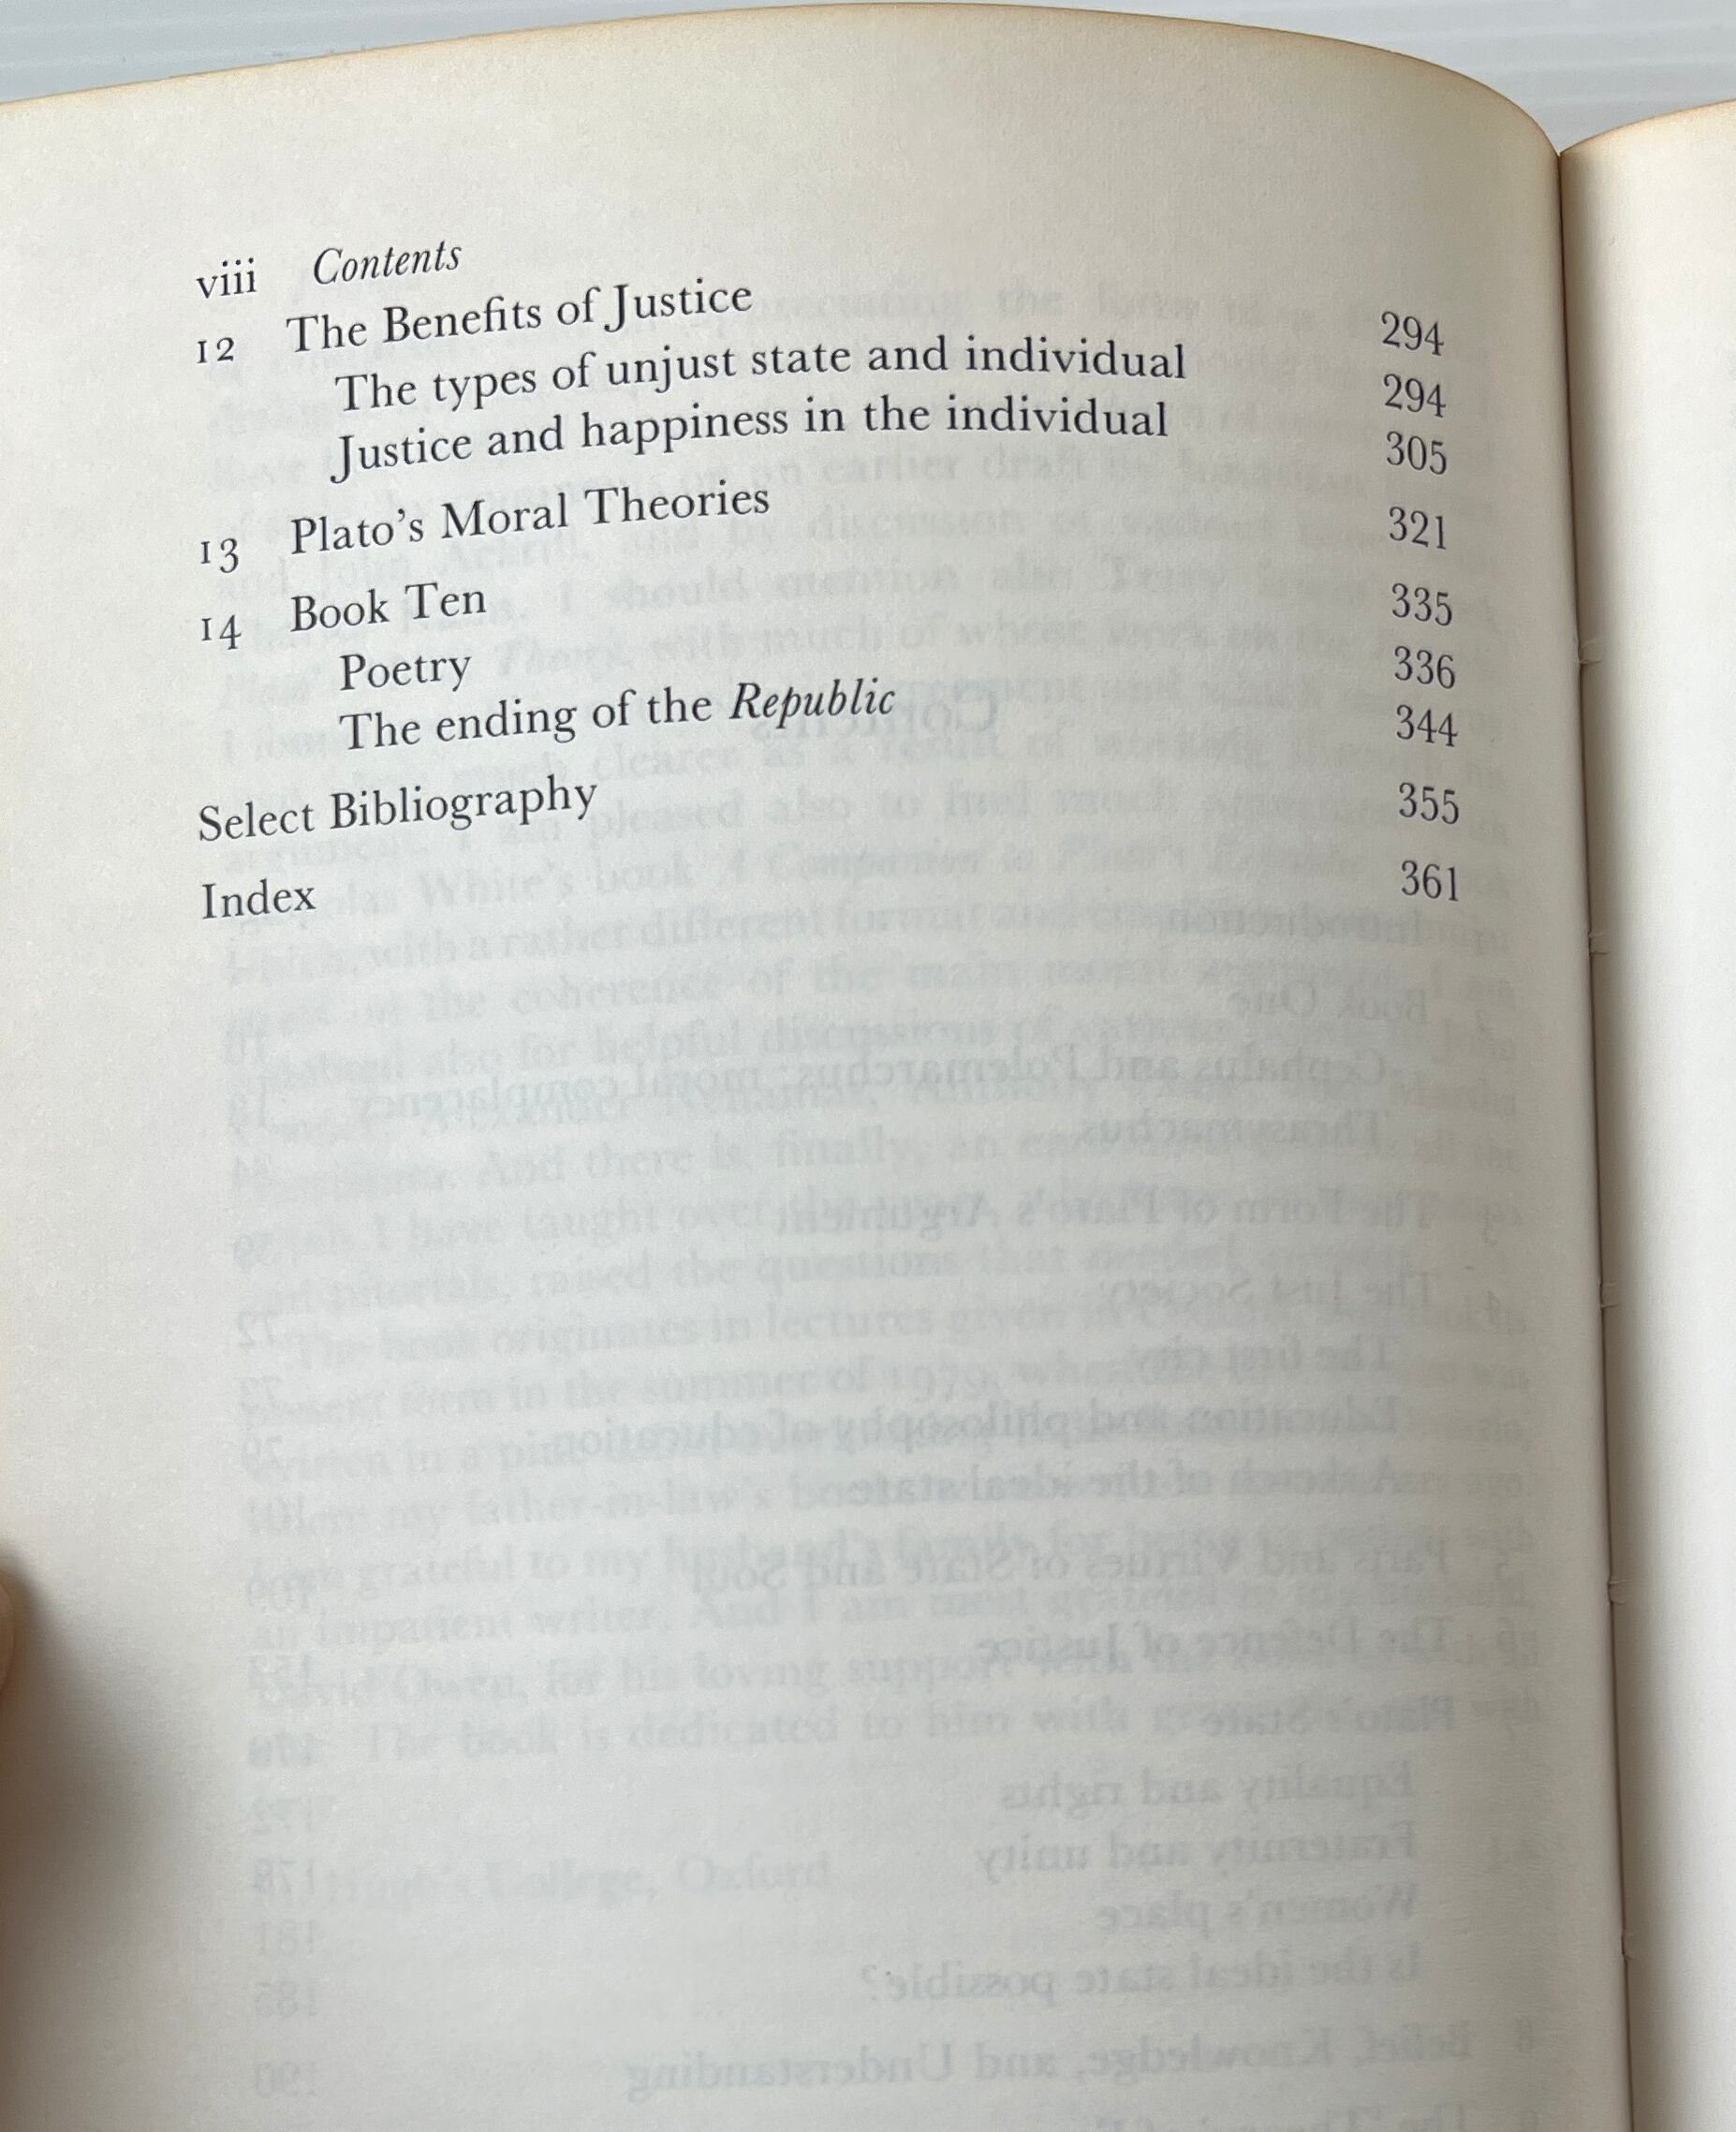 viii Contents
12 The Benefits of Justice 294
The types of unjust state and individual 294
Justice and happiness in the individual 305
13 Plato's Moral Theories 321
14 Book Ten 335
Poetry 336
The ending of the Republic 344
Select Bibliography 355
Index 361